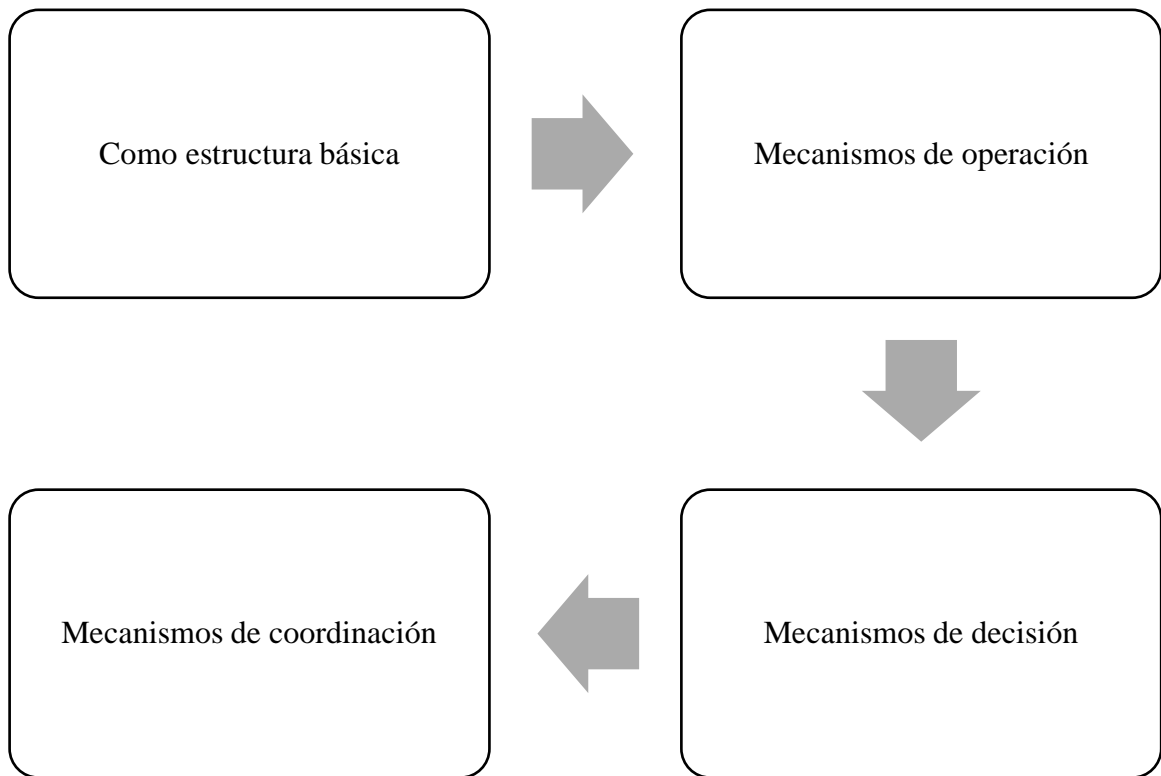 Como estructura básica
Mecanismos de operación
Mecanismos de decisión
Mecanismos de coordinación